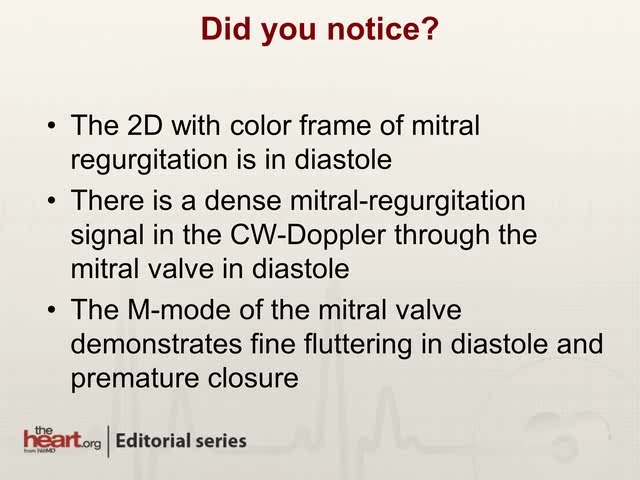 Did you notice?
• The 2D with color frame of mitral
regurgitation is in diastole
• There is a dense mitral-regurgitation
signal in the CW-Doppler through the
mitral valve in diastole
• The M-mode of the mitral valve
demonstrates fine fluttering in diastole and
premature closure
the
heart.org
from WebMD
Editorial series